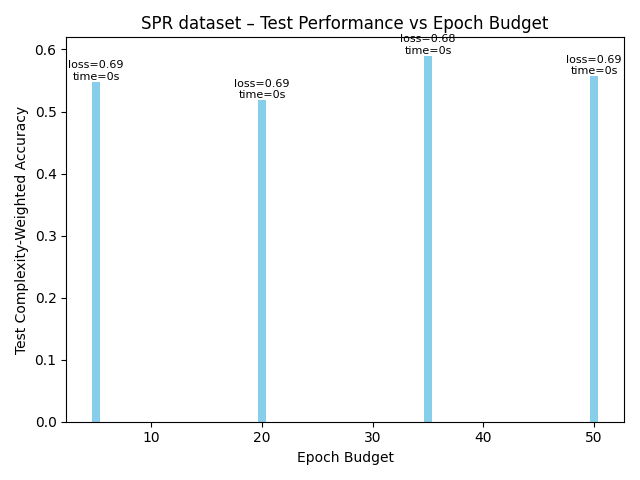 SPR dataset – Test Performance vs Epoch Budget
Test Complexity-Weighted Accuracy
0.6
0.5
0.4
0.3
0.2
0.1
0.0
loss=0.69
time=0s
loss=0.69
time=0s
loss=0.68
time=0s
loss=0.69
time=0s
10
20
30
40
50
Epoch Budget